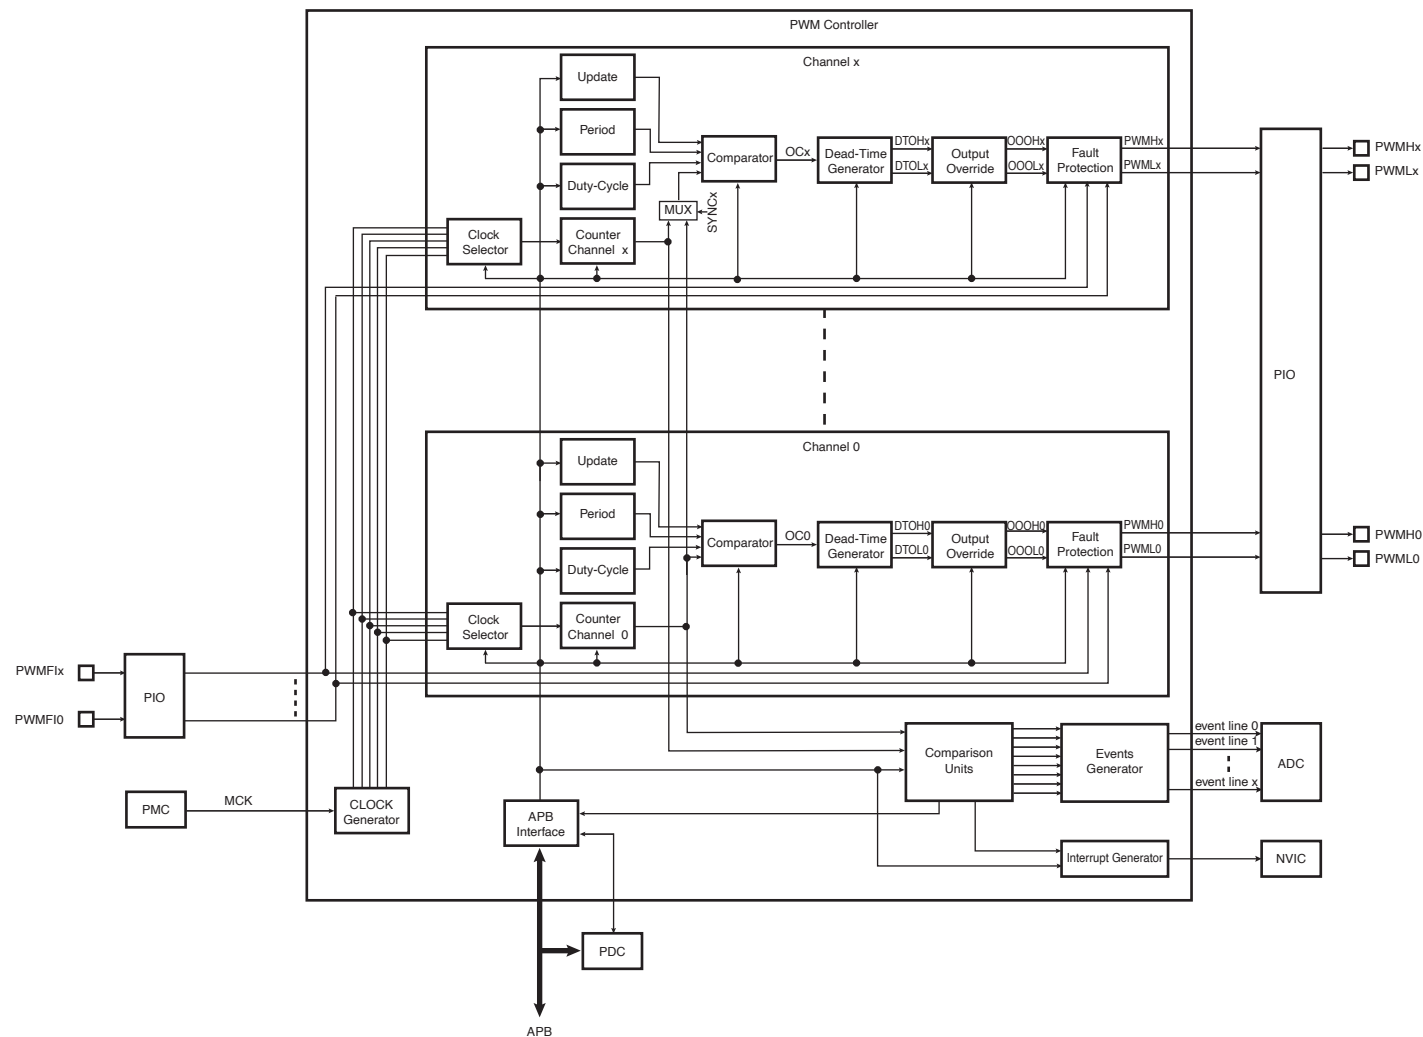 PWM Controller
Channel x
Update
Period
Comparator
OCx
Dead-Time
Generator
DTOHx
DTOLx
Output
Override
OOOHx
OOOLx
Fault
Protection
PWMHx
PWMLx
PWMHx
PWMLx
Duty-Cycle
MUX
SYNCx
Clock
Selector
Counter
Channel x
PIO
Channel 0
Update
Period
Comparator
OC0
Dead-Time
Generator
DTOH0
DTOL0
Output
Override
OOOH0
OOOL0
Fault
Protection
PWMH0
PWML0
PWMH0
PWML0
Duty-Cycle
Clock
Selector
Counter
Channel 0
PWMFIx
PWMFI0
PIO
Comparison
Units
Events
Generator
event line 0
event line 1
event line x
ADC
PMC
MCK
CLOCK
Generator
APB
Interface
Interrupt Generator
NVIC
PDC
APB